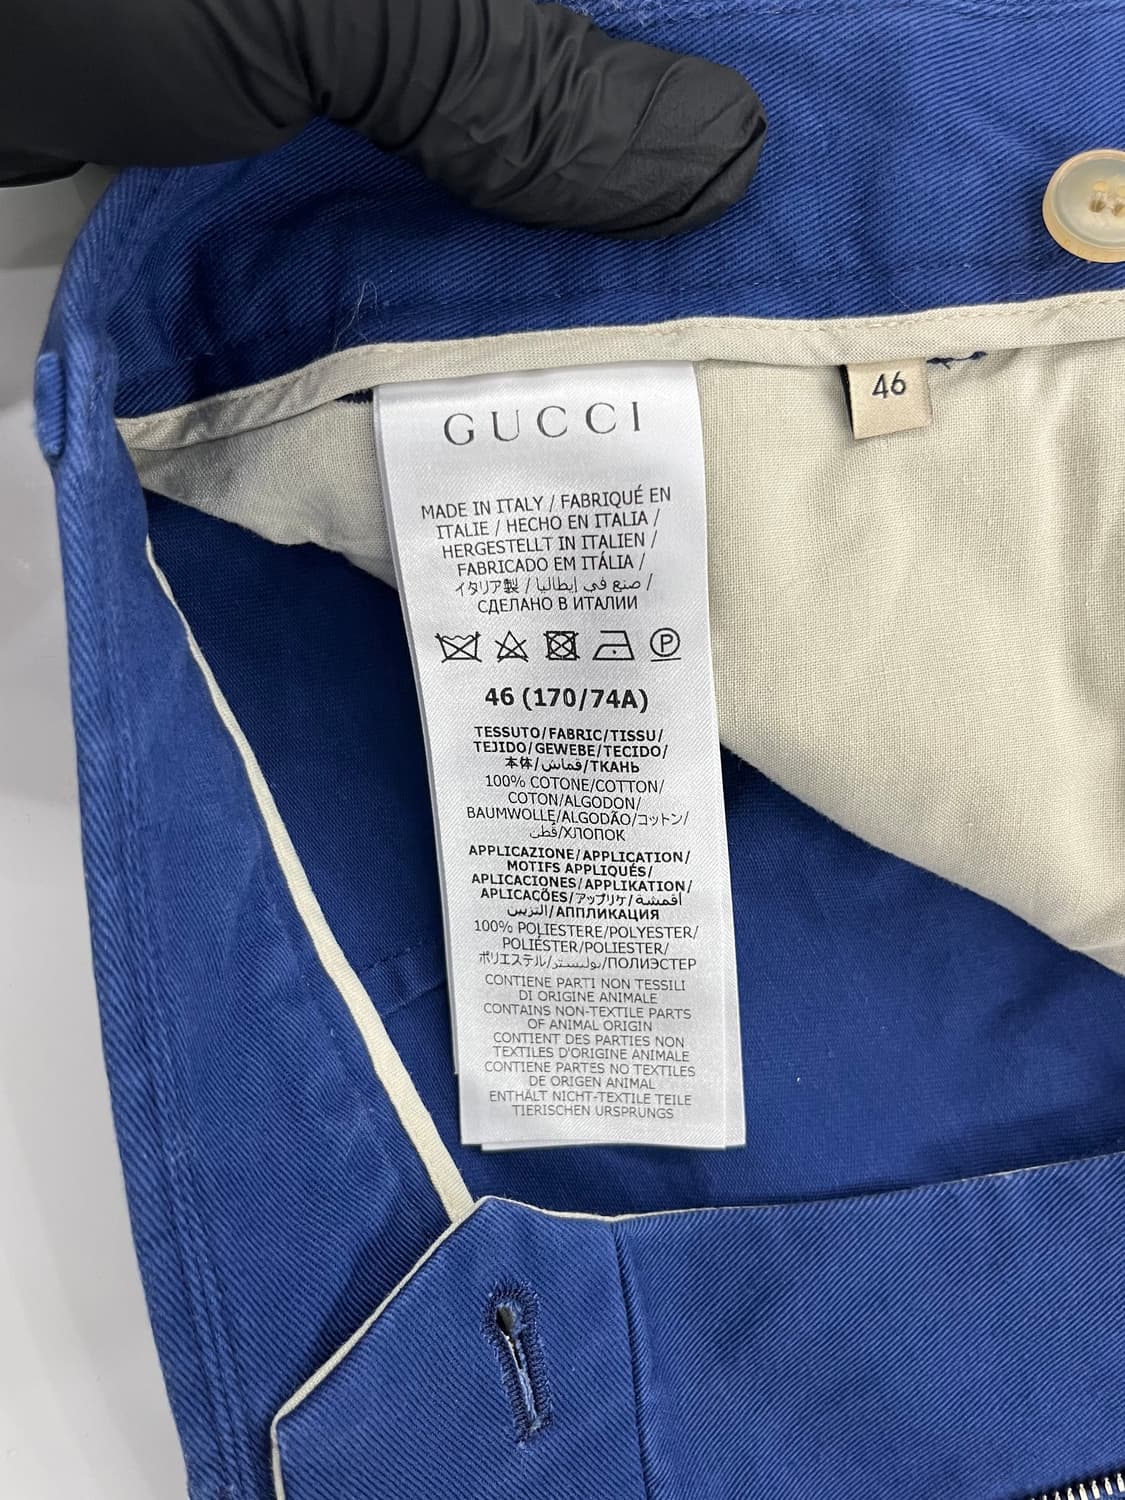 46
GUCCI
MADE IN ITALY / FABRIQUÉ EN
ITALIE / HECHO EN ITALIA /
HERGESTELLT IN ITALIEN /
FABRICADO EM ITÁLIA /
イタリア製 / صنع في إيطاليا /
СДЕЛАНО В ИТАЛИИ
P
46 (170/74A)
TESSUTO/FABRIC/TISSU/
TEJIDO/GEWEBE/TECIDO/
本体/قماش/ТКАНЬ
100% COTONE/COTTON/
COTON/ALGODON/
BAUMWOLLE/ALGODÃO/コットン/
قطن/ХЛОПОК
APPLICAZIONE/APPLICATION/
MOTIFS APPLIQUÉS/
APLICACIONES/APPLIKATION/
APLICAÇÕES/アップリケ/أقمشة
التزيين/АППЛИКАЦИЯ
100% POLIESTERE/POLYESTER/
POLIÉSTER/POLIESTER/
ポリエステル/بوليستر/ПОЛИЭСТЕР
CONTIENE PARTI NON TESSILI
DI ORIGINE ANIMALE
CONTAINS NON-TEXTILE PARTS
OF ANIMAL ORIGIN
CONTIENT DES PARTIES NON
TEXTILES D'ORIGINE ANIMALE
CONTIENE PARTES NO TEXTILES
DE ORIGEN ANIMAL
ENTHÄLT NICHT-TEXTILE TEILE
TIERISCHEN URSPRUNGS